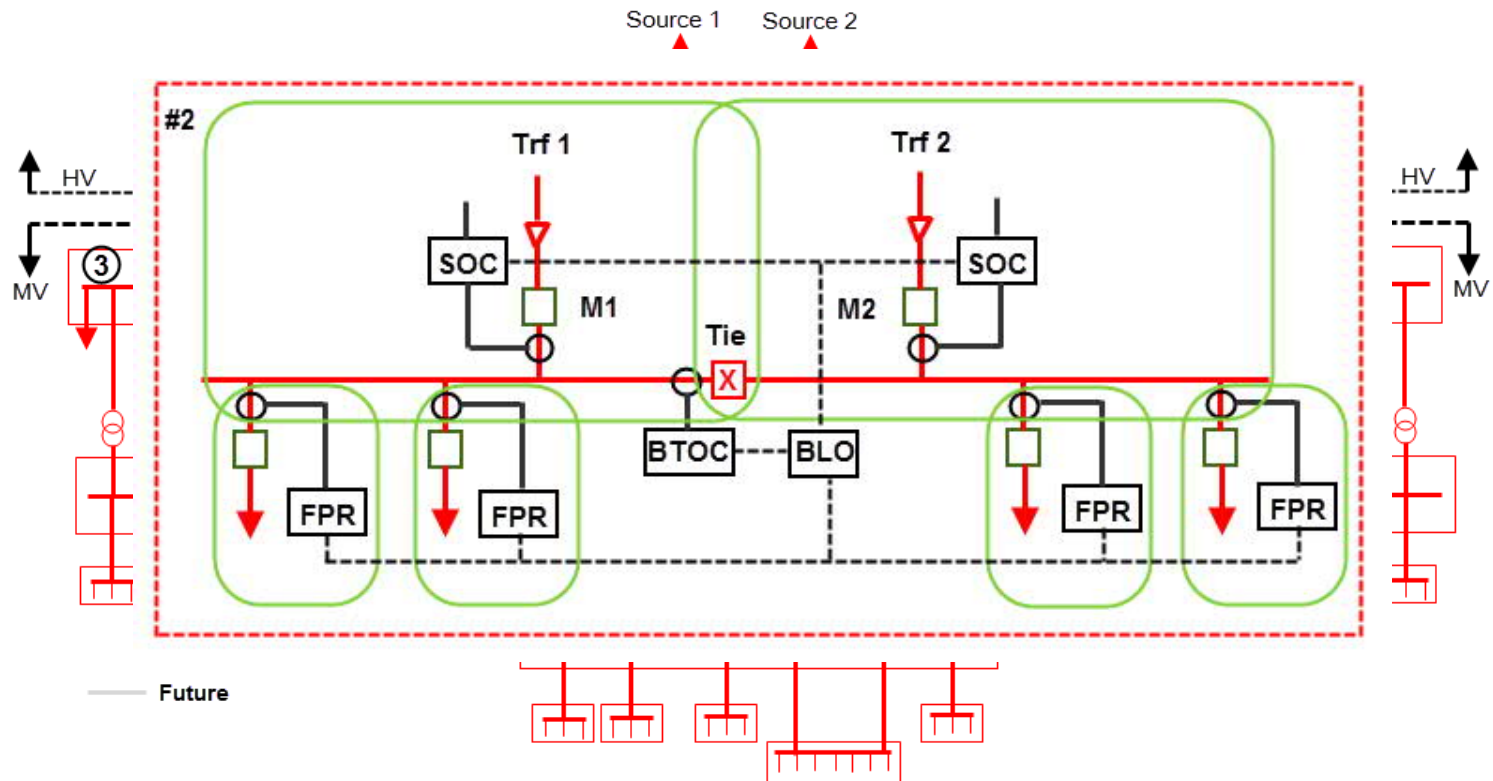 Source 1 Source 2
#2
Trf 1 Trf 2
HV HV
SOC SOC
3
MV MV
M1 M2
Tie
X
BTOC BLO
FPR FPR FPR FPR
Future